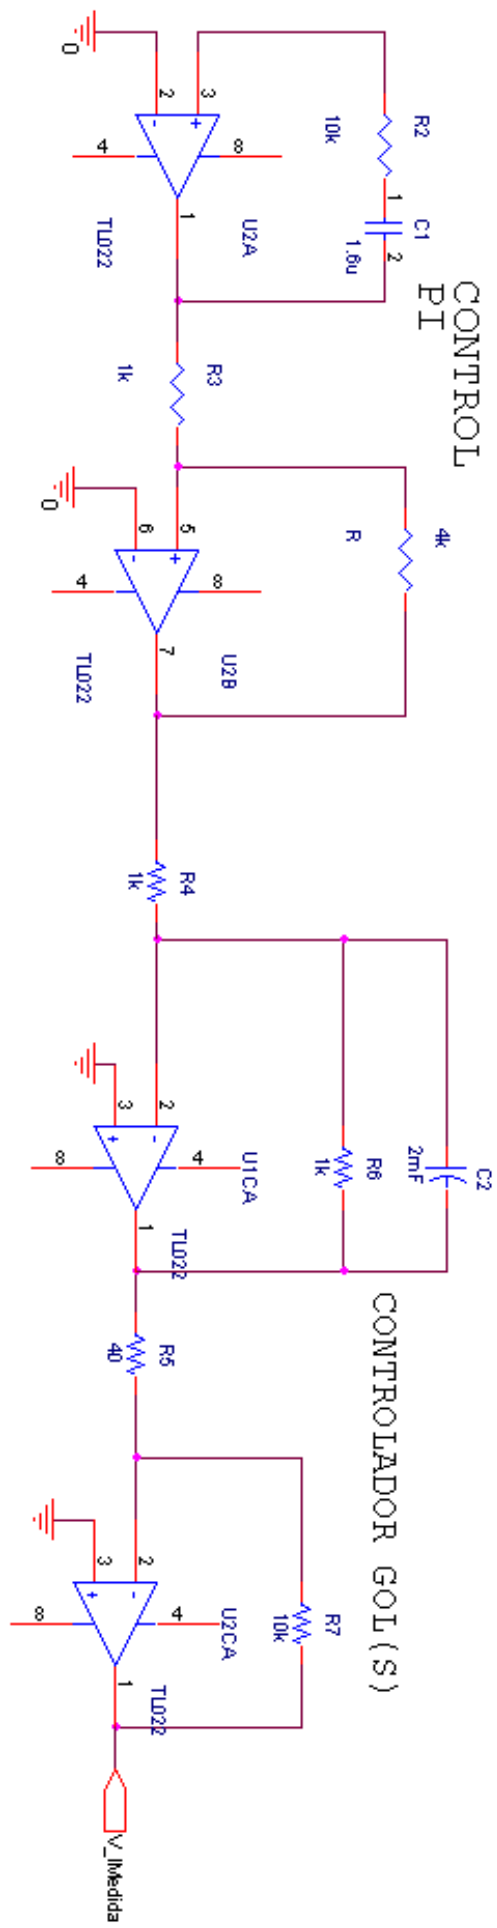 CONTROL
PI
R2
10k
C1
1.6u
1
2
0
2
3
-
+
4
8
1
U2A
TL022
R3
1k
0
6
5
-
+
4
8
7
U2B
TL022
R
4k
R4
1k
3
2
+
-
8
4
1
U1CA
TL022
R6
1k
C2
2mF
CONTROLADOR GOL(S)
R5
40
3
2
+
-
8
4
1
U2CA
TL022
R7
10k
V_IMedida